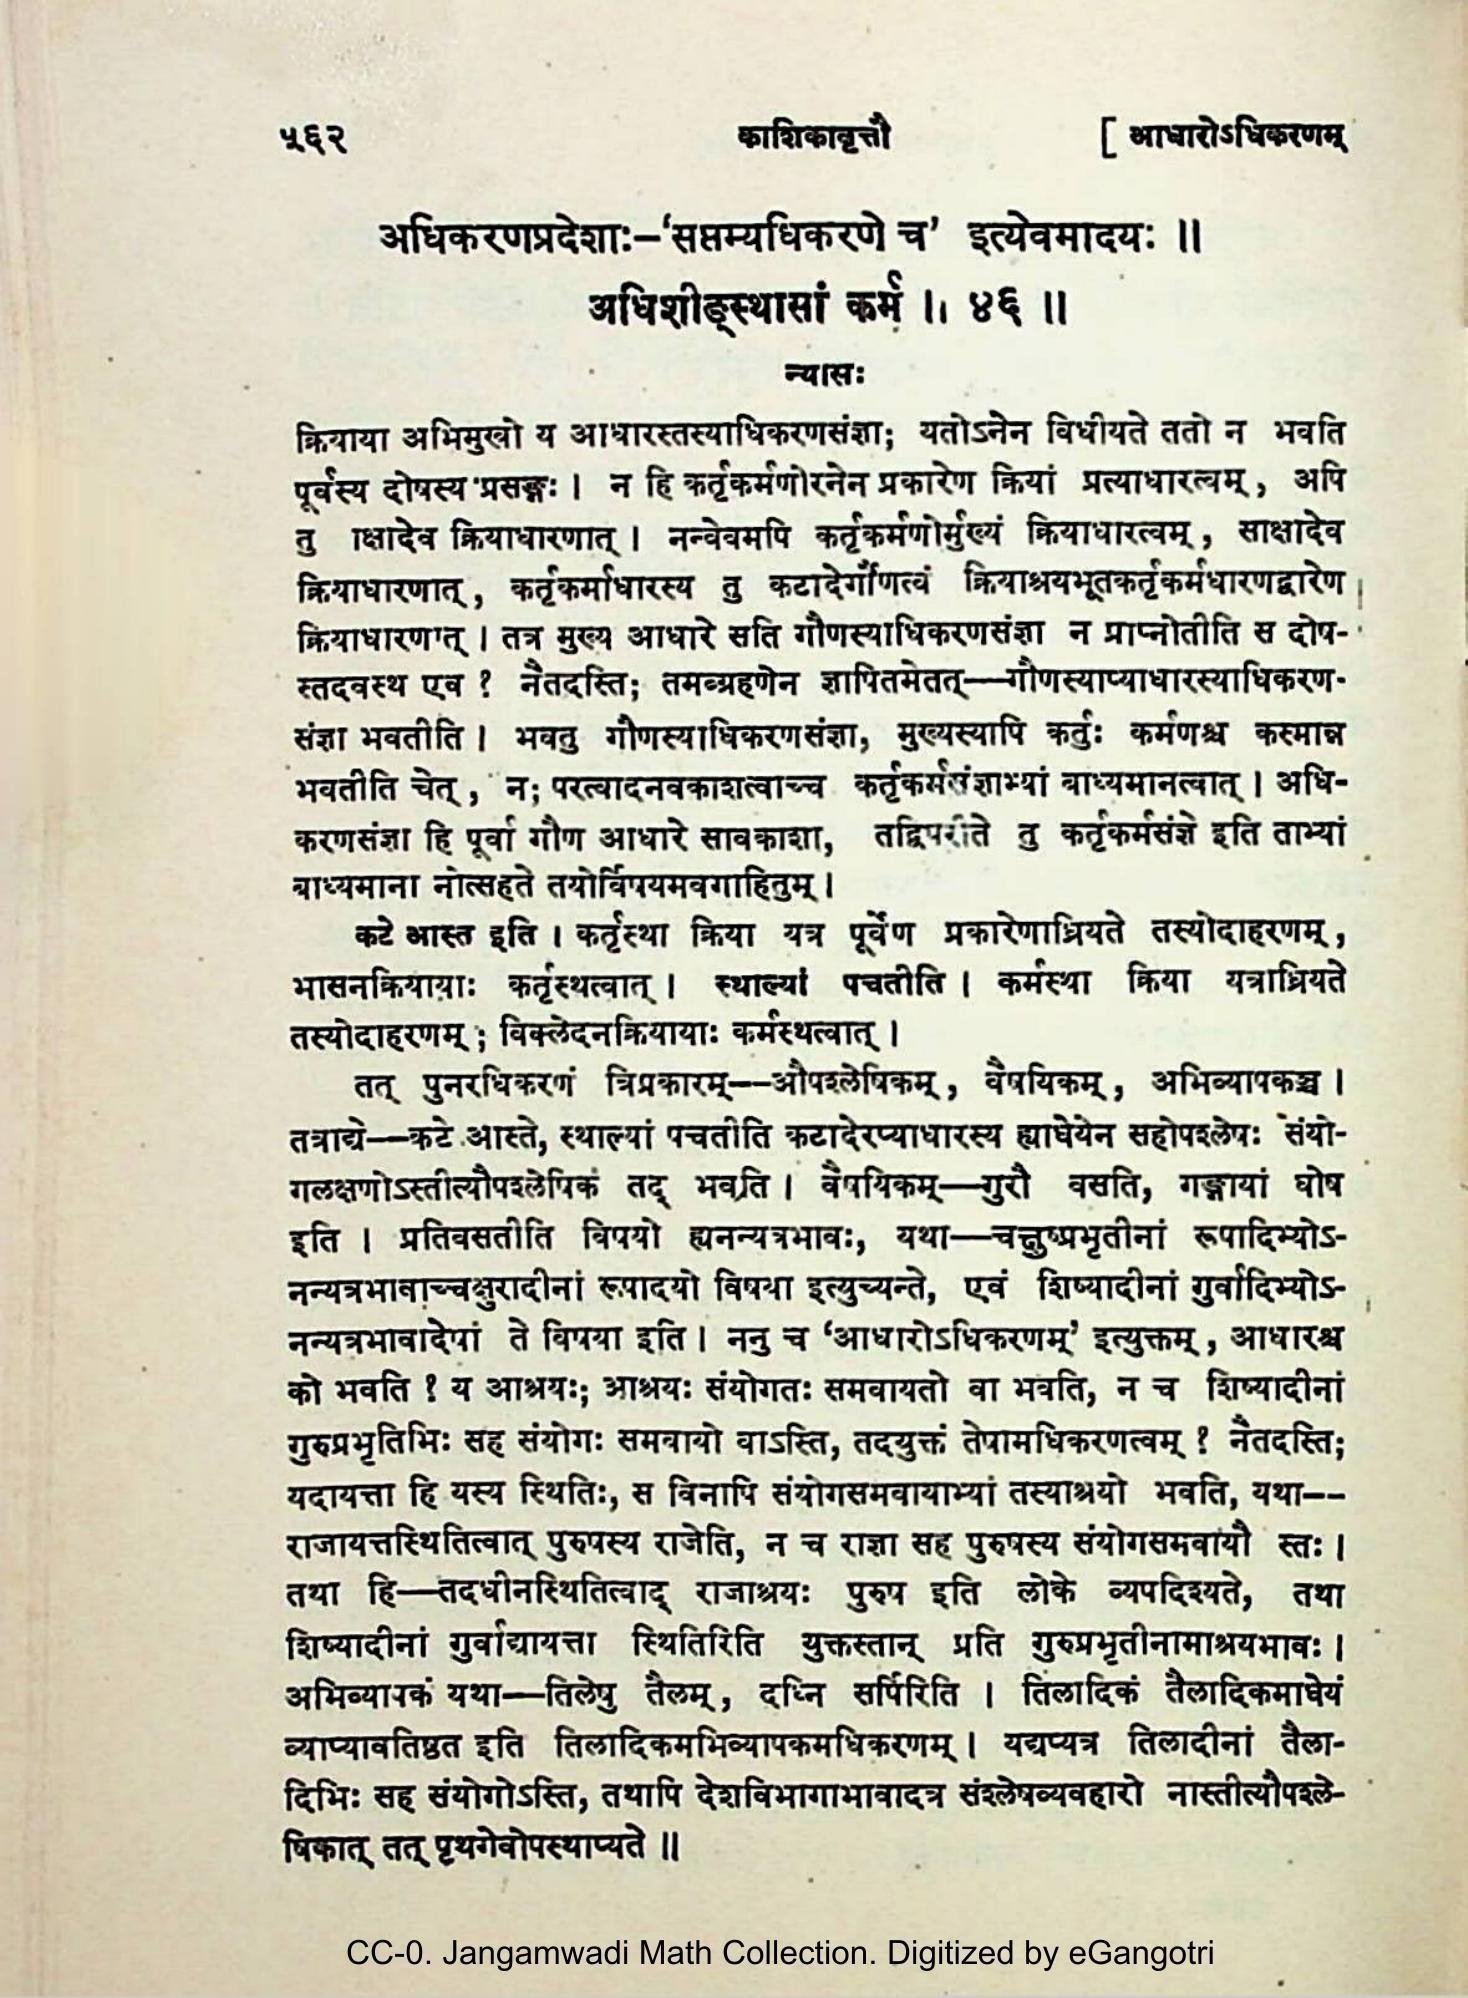 ५६२ काशिकावृत्तौ [ आधारोऽधिकरणम्
अधिकरणप्रदेशाः–‘सप्तम्यधिकरणे च’ इत्येवमादयः ॥
अधिशीङ्स्थासां कर्म ॥ ४६ ॥
न्यासः
क्रियाया अभिमुखो य आधारस्तस्याधिकरणसंज्ञा; यतोऽनेन विधीयते ततो न भवति
पूर्वस्य दोषस्य प्रसङ्गः । न हि कर्तृकर्मणोरनेन प्रकारेण क्रियां प्रत्याधारत्वम्, अपि
तु ाक्षादेव क्रियाधारणात् । नन्वेवमपि कर्तृकर्मणोर्मुख्यं क्रियाधारत्वम्, साक्षादेव
क्रियाधारणात्, कर्तृकर्माधारस्य तु कटादेर्गौणत्वं क्रियाश्रयभूतकर्तृकर्मधारणद्वारेण
क्रियाधारणात् । तत्र मुख्य आधारे सति गौणस्याधिकरणसंज्ञा न प्राप्नोतीति स दोष-
स्तदवस्थ एव ? नैतदस्ति; तमब्ग्रहणेन ज्ञापितमेतत्—गौणस्याप्याधारस्याधिकरण-
संज्ञा भवतीति । भवतु गौणस्याधिकरणसंज्ञा, मुख्यस्यापि कर्तुः कर्मणश्च कस्मान्न
भवतीति चेत्, न; परत्वादनवकाशत्वाच्च कर्तृकर्मसंज्ञाभ्यां बाध्यमानत्वात् । अधि-
करणसंज्ञा हि पूर्वा गौण आधारे सावकाशा, तद्विपरीते तु कर्तृकर्मसंज्ञे इति ताभ्यां
बाध्यमाना नोत्सहते तयोर्विषयमवगाहितुम् ।
कटे आस्त इति । कर्तृस्था क्रिया यत्र पूर्वेण प्रकारेणाध्रियते तस्योदाहरणम्,
आसनक्रियायाः कर्तृस्थत्वात् । स्थाल्यां पचतीति । कर्मस्था क्रिया यत्राध्रियते
तस्योदाहरणम्; विक्लेदनक्रियायाः कर्मस्थत्वात् ।
तत् पुनरधिकरणं त्रिप्रकारम्—औपश्लेषिकम्, वैषयिकम्, अभिव्यापकञ्च ।
तत्राद्ये—कटे आस्ते, स्थाल्यां पचतीति कटादेरप्याधारस्य ह्याधेयेन सहोपश्लेषः संयो-
गलक्षणोऽस्तीत्यौपश्लेषिकं तद् भवति । वैषयिकम्—गुरौ वसति, गङ्गायां घोष
इति । प्रतिवसतीति विषयो ह्यनन्यत्रभावः, यथा—चक्षुष्प्रभृतीनां रूपादिभ्योऽ-
नन्यत्रभावाच्चक्षुरादीनां रूपादयो विषया इत्युच्यन्ते, एवं शिष्यादीनां गुर्वादिभ्योऽ-
नन्यत्रभावादेषां ते विषया इति । ननु च ‘आधारोऽधिकरणम्’ इत्युक्तम्, आधारश्च
को भवति ? य आश्रयः; आश्रयः संयोगतः समवायतो वा भवति, न च शिष्यादीनां
गुरुप्रभृतिभिः सह संयोगः समवायो वाऽस्ति, तदयुक्तं तेषामधिकरणत्वम् ? नैतदस्ति;
यदायत्ता हि यस्य स्थितिः, स विनापि संयोगसमवायाभ्यां तस्याश्रयो भवति, यथा—
राजायत्तस्थितित्वात् पुरुषस्य राजेति, न च राज्ञा सह पुरुषस्य संयोगसमवायौ स्तः ।
तथा हि—तदधीनस्थितित्वाद् राजाश्रयः पुरुष इति लोके व्यपदिश्यते, तथा
शिष्यादीनां गुर्वाद्यायत्ता स्थितिरिति युक्तस्तान् प्रति गुरुप्रभृतीनामाश्रयभावः ।
अभिव्यापकं यथा—तिलेषु तैलम्, दध्नि सर्पिरिति । तिलादिकं तैलादिकमाधेयं
व्याप्यावतिष्ठत इति तिलादिकमभिव्यापकमधिकरणम् । यद्यप्यत्र तिलादीनां तैला-
दिभिः सह संयोगोऽस्ति, तथापि देशविभागाभावादत्र संश्लेषव्यवहारो नास्तीत्यौपश्ले-
षिकात् तत् पृथगेवोपस्थाप्यते ॥
CC-0. Jangamwadi Math Collection. Digitized by eGangotri